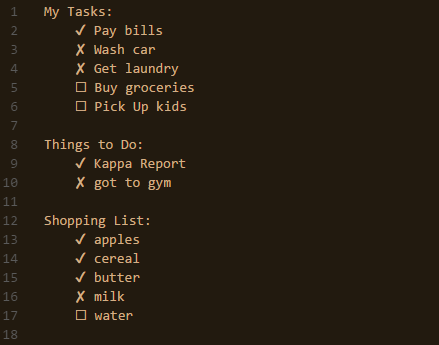 1 My Tasks:
2 ✓ Pay bills
3 ✗ Wash car
4 ✗ Get laundry
5 ☐ Buy groceries
6 ☐ Pick Up kids
7
8 Things to Do:
9 ✓ Kappa Report
10 ✗ got to gym
11
12 Shopping List:
13 ✓ apples
14 ✓ cereal
15 ✓ butter
16 ✗ milk
17 ☐ water
18